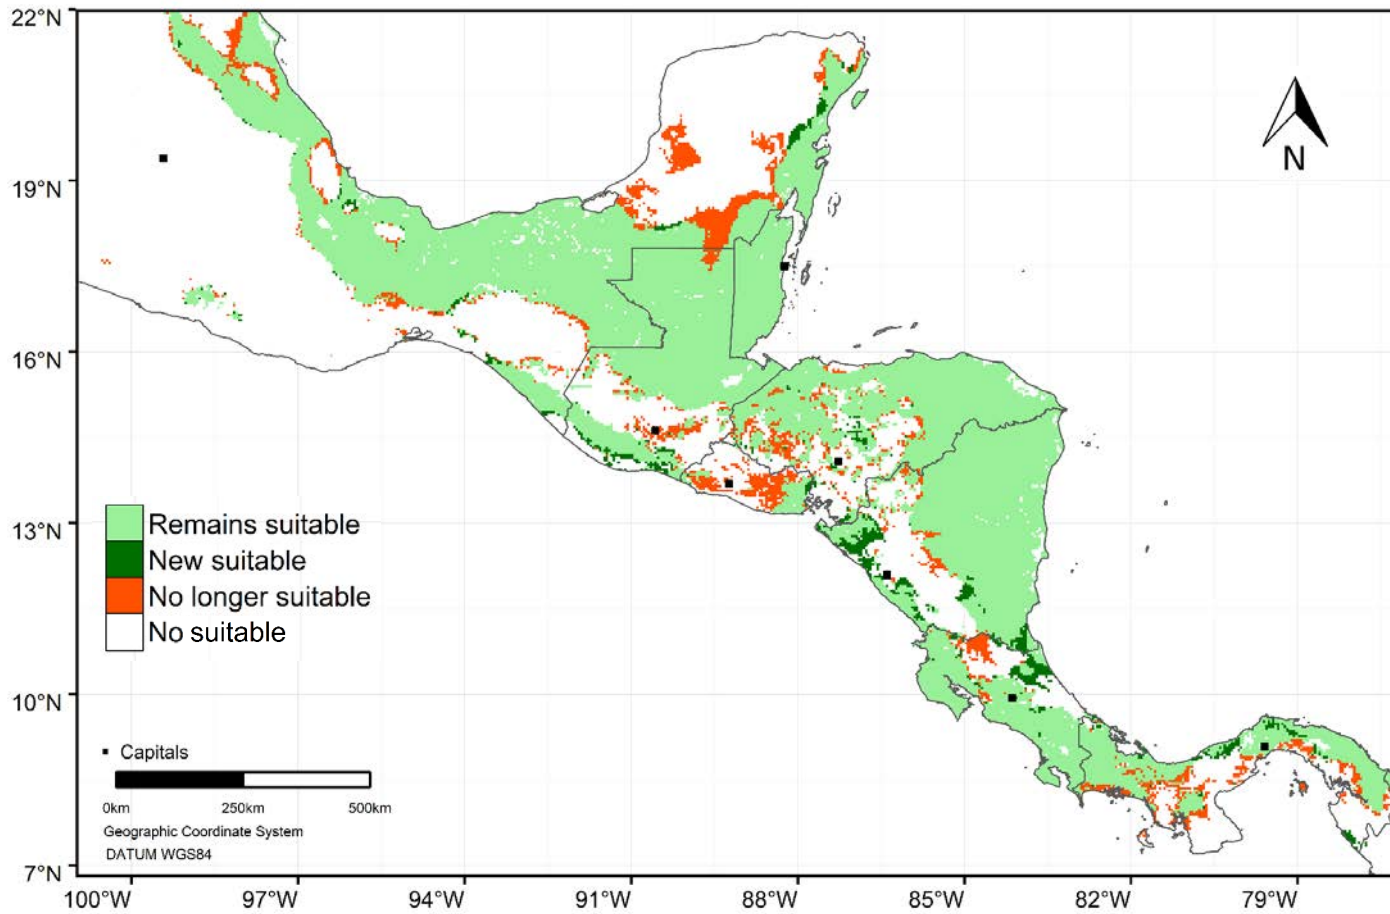 22°N
19°N
16°N
13°N
10°N
7°N
N
Remains suitable
New suitable
No longer suitable
No suitable
Capitals
0km 250km 500km
Geographic Coordinate System
DATUM WGS84
100°W 97°W 94°W 91°W 88°W 85°W 82°W 79°W